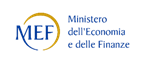 MEF
Ministero
dell'Economia
e delle Finanze